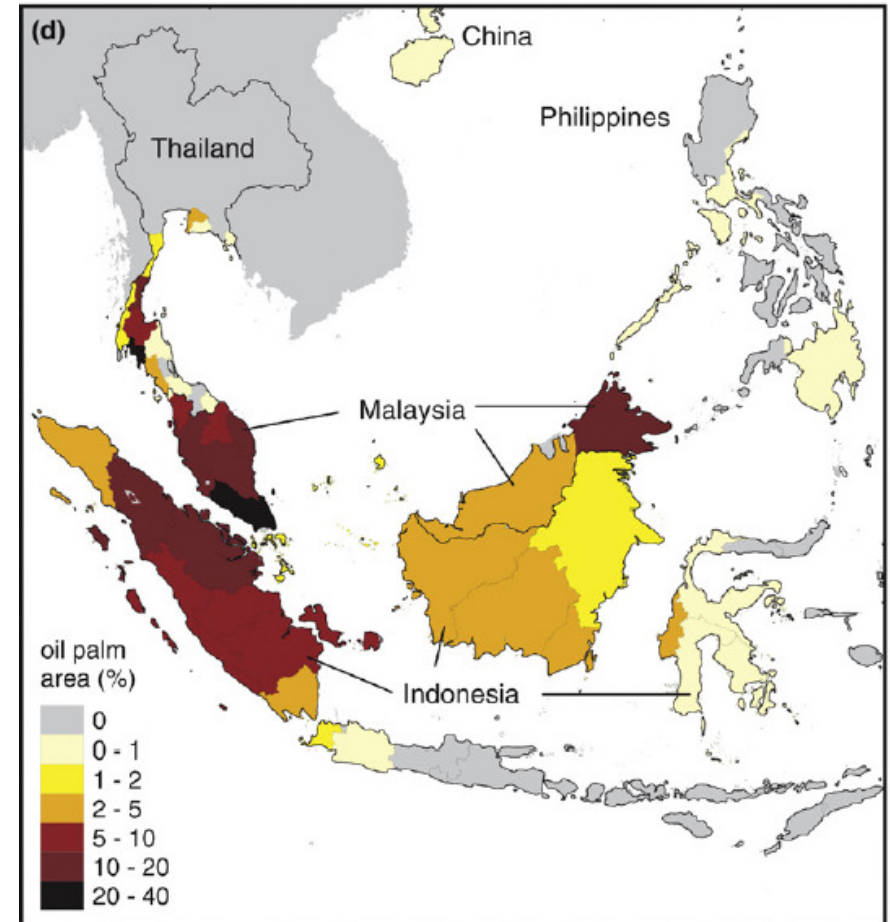 (d)
China
Philippines
Thailand
Malaysia
Indonesia
oil palm
area (%)
0
0 - 1
1 - 2
2 - 5
5 - 10
10 - 20
20 - 40